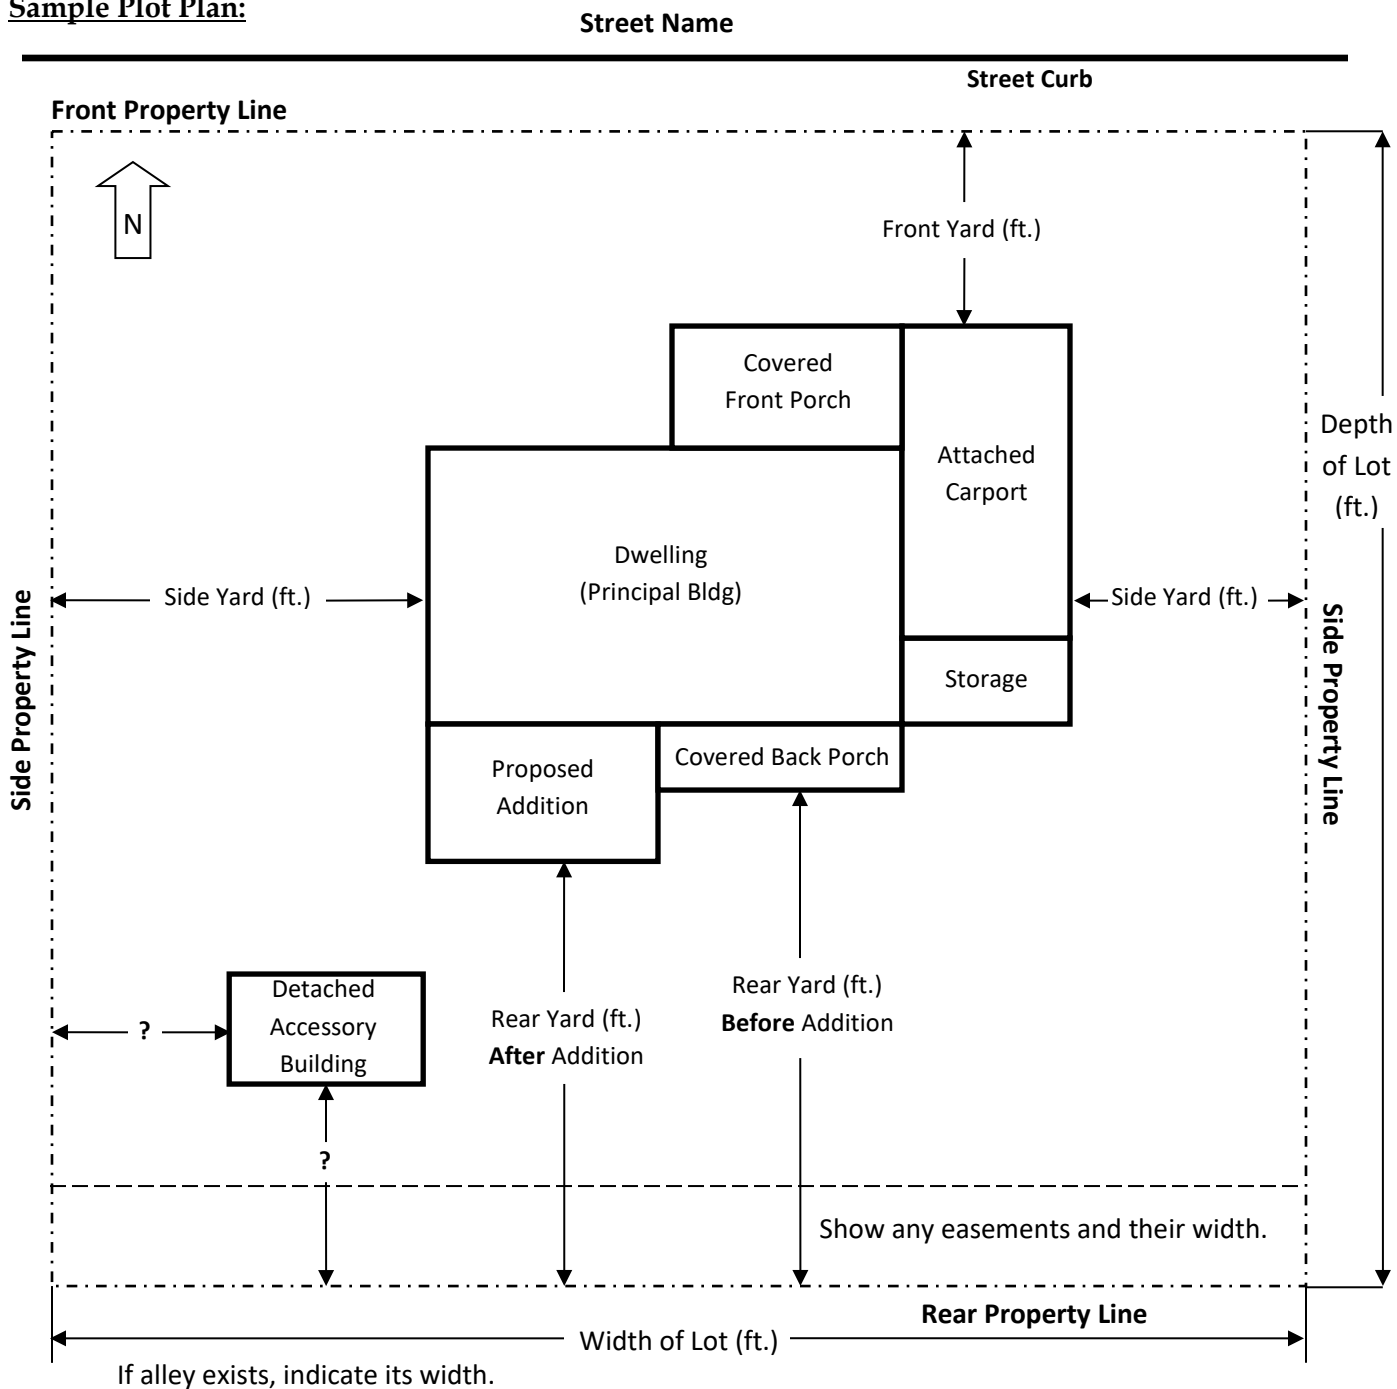 Sample Plot Plan:
Street Name
Street Curb
Front Property Line
N
Front Yard (ft.)
Covered
Front Porch
Attached
Carport
Depth
of Lot
(ft.)
Dwelling
(Principal Bldg)
Side Yard (ft.)
Side Yard (ft.)
Side Property Line
Side Property Line
Storage
Proposed
Addition
Covered Back Porch
Detached
Accessory
Building
?
?
Rear Yard (ft.)
After Addition
Rear Yard (ft.)
Before Addition
Show any easements and their width.
Rear Property Line
Width of Lot (ft.)
If alley exists, indicate its width.